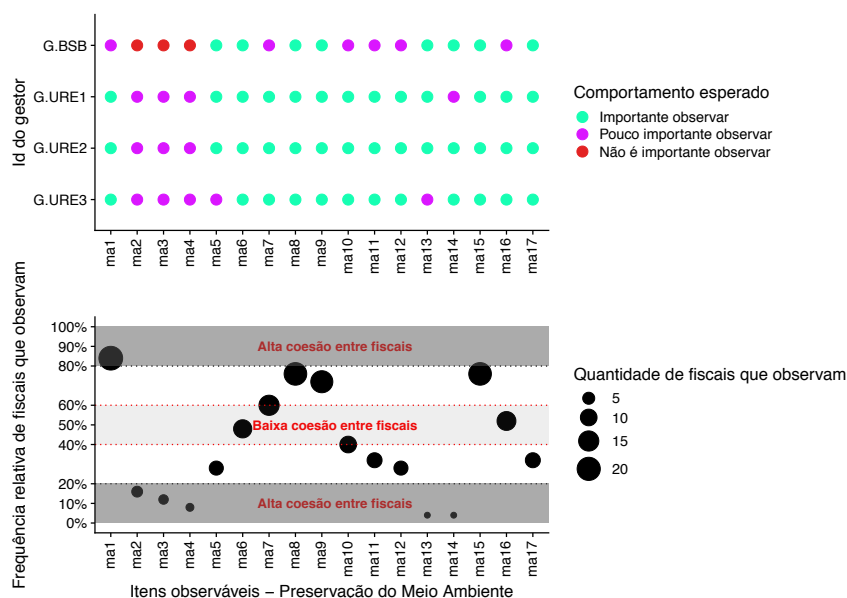 Id do gestor
G.BSB
G.URE1
G.URE2
G.URE3
ma1 ma2 ma3 ma4 ma5 ma6 ma7 ma8 ma9 ma10 ma11 ma12 ma13 ma14 ma15 ma16 ma17
Comportamento esperado
Importante observar
Pouco importante observar
Não é importante observar
Frequência relativa de fiscais que observam
100%
90%
80%
60%
50%
40%
20%
10%
0%
Alta coesão entre fiscais
Baixa coesão entre fiscais
Alta coesão entre fiscais
ma1 ma2 ma3 ma4 ma5 ma6 ma7 ma8 ma9 ma10 ma11 ma12 ma13 ma14 ma15 ma16 ma17
Itens observáveis − Preservação do Meio Ambiente
Quantidade de fiscais que observam
5
10
15
20